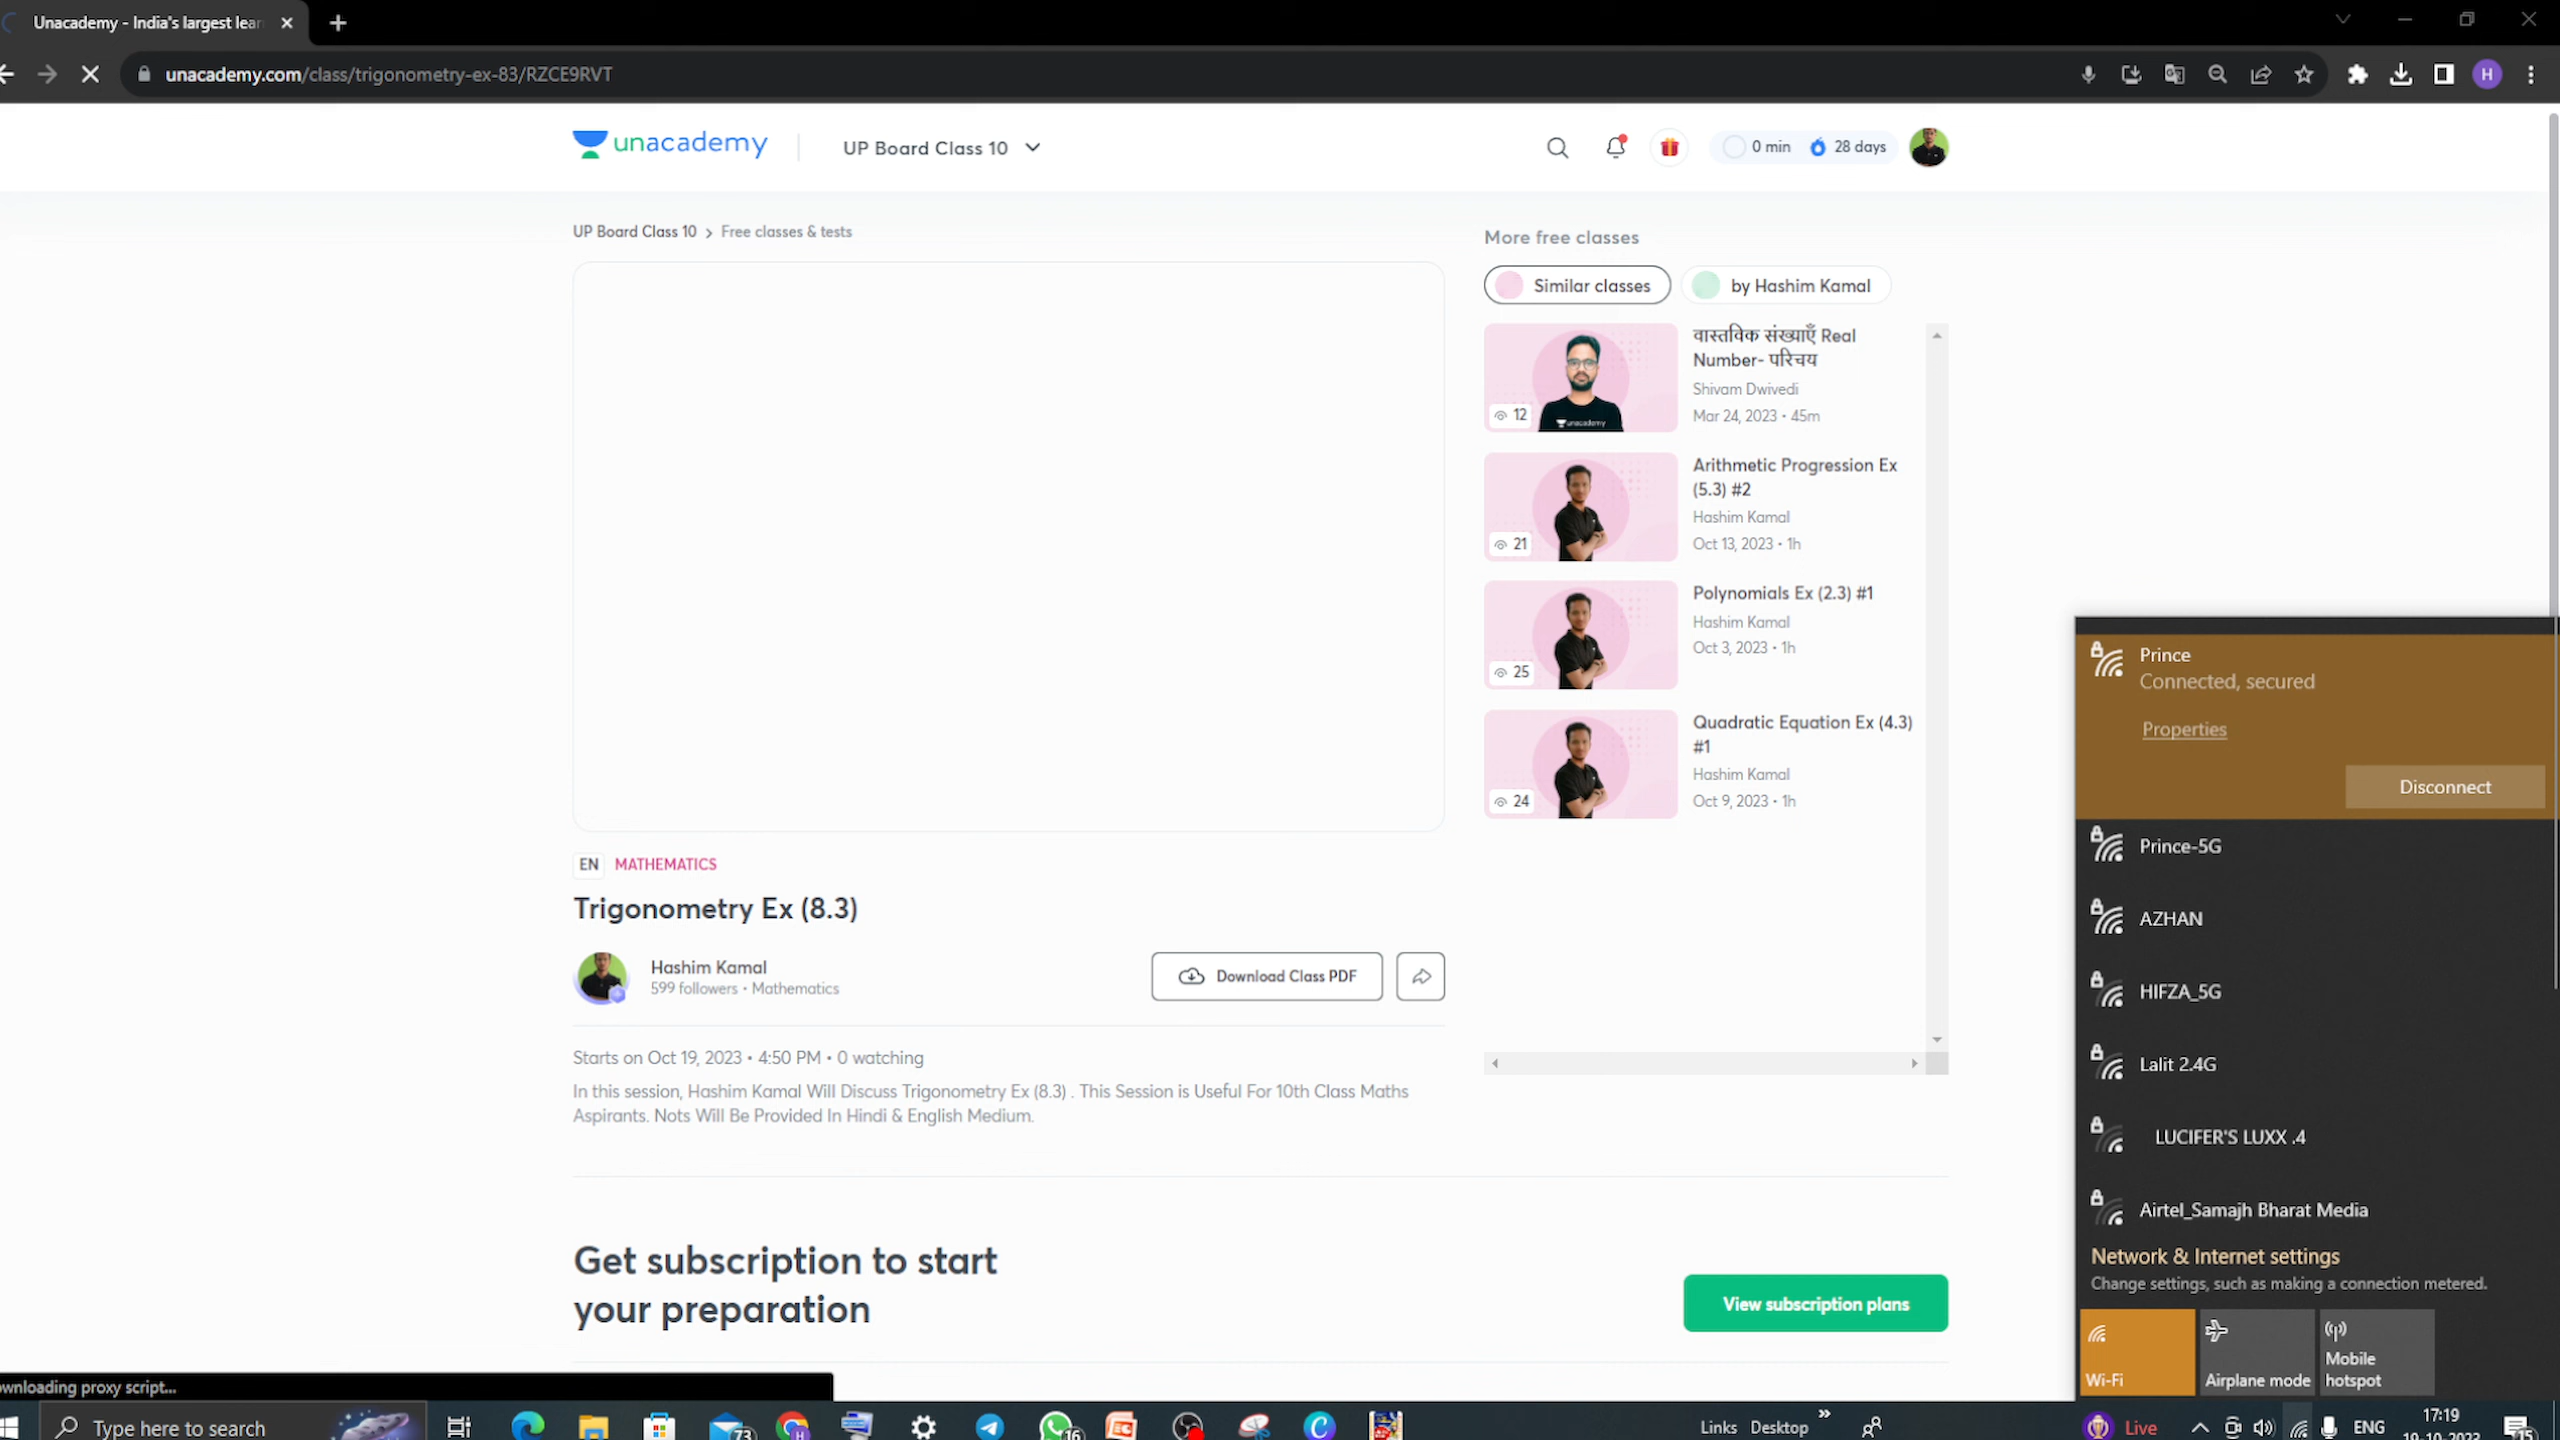 Unacademy - India's largest lear
unacademy.com/class/trigonometry-ex-83/RZCE9RVT
H
unacademy
UP Board Class 10
0 min
28 days
UP Board Class 10 > Free classes & tests
More free classes
Similar classes
by Hashim Kamal
वास्तविक संख्याएँ Real
Number- परिचय
Shivam Dwivedi
Mar 24, 2023 • 45m
12
unacademy
Arithmetic Progression Ex
(5.3) #2
Hashim Kamal
Oct 13, 2023 • 1h
21
Polynomials Ex (2.3) #1
Hashim Kamal
Oct 3, 2023 • 1h
25
Quadratic Equation Ex (4.3)
#1
Hashim Kamal
Oct 9, 2023 • 1h
24
EN MATHEMATICS
Trigonometry Ex (8.3)
Hashim Kamal
599 followers • Mathematics
Download Class PDF
Starts on Oct 19, 2023 • 4:50 PM • 0 watching
In this session, Hashim Kamal Will Discuss Trigonometry Ex (8.3) . This Session is Useful For 10th Class Maths
Aspirants. Nots Will Be Provided In Hindi & English Medium.
Get subscription to start
your preparation
View subscription plans
Prince
Connected, secured
Properties
Disconnect
Prince-5G
AZHAN
HIFZA_5G
Lalit 2.4G
LUCIFER'S LUXX .4
Airtel_Samajh Bharat Media
Network & Internet settings
Change settings, such as making a connection metered.
Wi-Fi
Airplane mode
Mobile
hotspot
ownloading proxy script...
Type here to search
73
H
16
Links Desktop
Live
ENG
17:19
19-10-2023
15